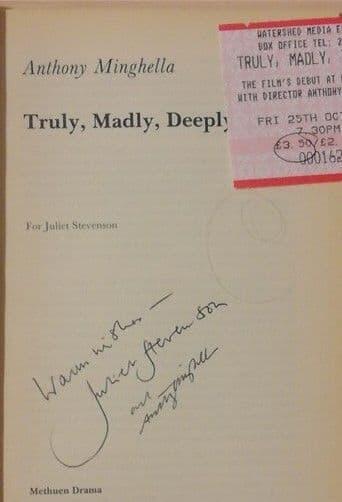 Anthony Minghella
Truly, Madly, Deeply
For Juliet Stevenson
WATERSHED MEDIA
BOX OFFICE TEL: 2
TRULY, MADLY,
THE FILM'S DEBUT AT
WITH DIRECTOR ANTHONY
FRI 25TH OCT
7.30PM
£3.50/£2.
000162
Warm wishes —
Juliet Stevenson
and
Anthony Minghella
Methuen Drama